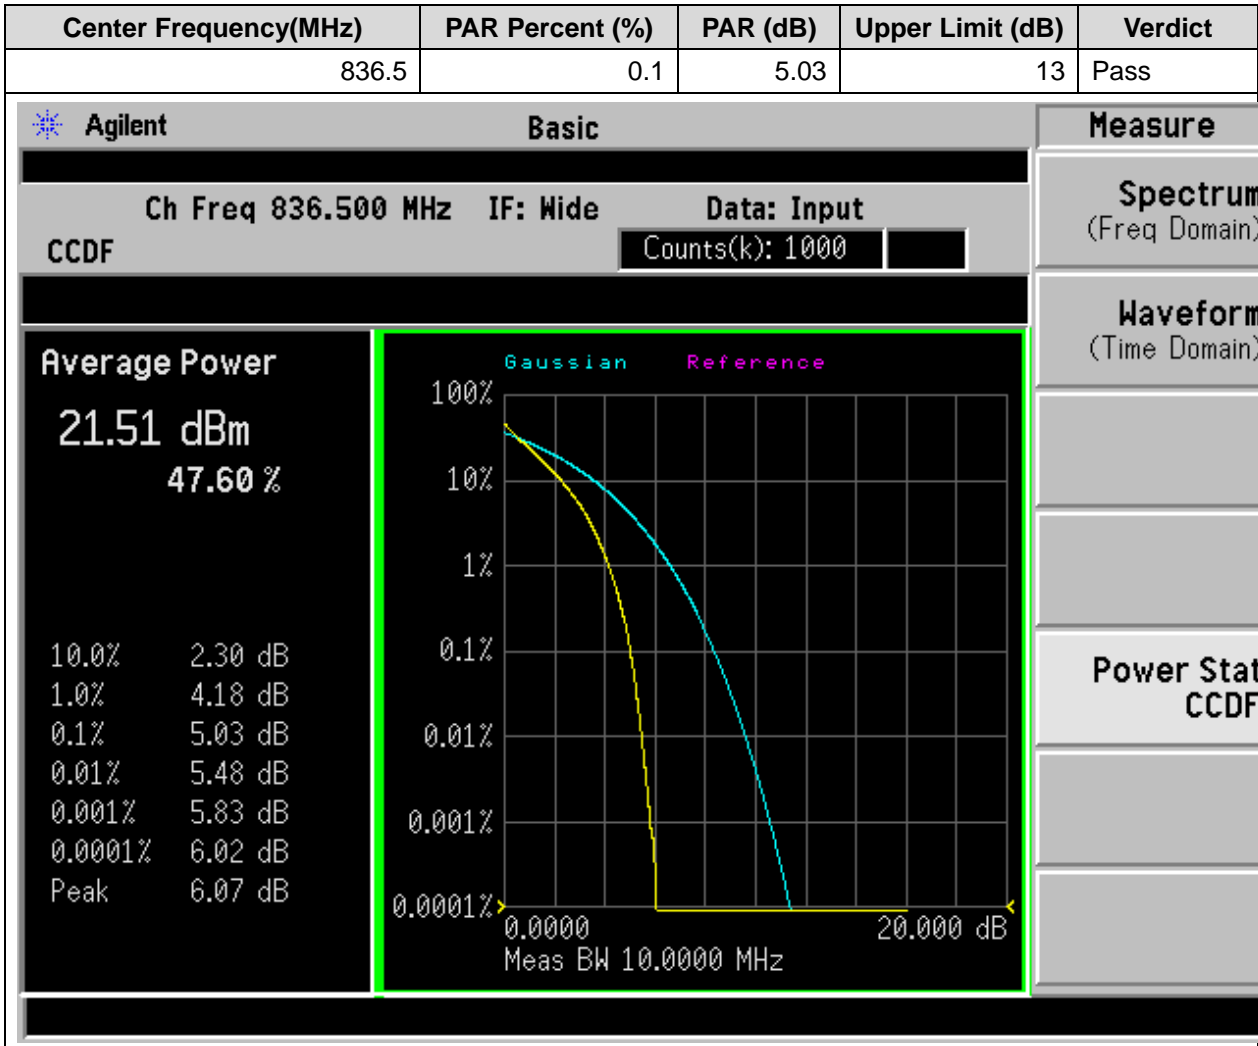 Center Frequency(MHz) PAR Percent (%) PAR (dB) Upper Limit (dB) Verdict
836.5 0.1 5.03 13 Pass
Agilent Basic Measure
Ch Freq 836.500 MHz IF: Wide Data: Input
CCDF Counts(k): 1000
Spectrum
(Freq Domain)
Waveform
(Time Domain)
Power Stat
CCDF
Average Power
21.51 dBm
47.60 %
10.0% 2.30 dB
1.0% 4.18 dB
0.1% 5.03 dB
0.01% 5.48 dB
0.001% 5.83 dB
0.0001% 6.02 dB
Peak 6.07 dB
Gaussian Reference
100%
10%
1%
0.1%
0.01%
0.001%
0.0001%
0.0000 20.000 dB
Meas BW 10.0000 MHz